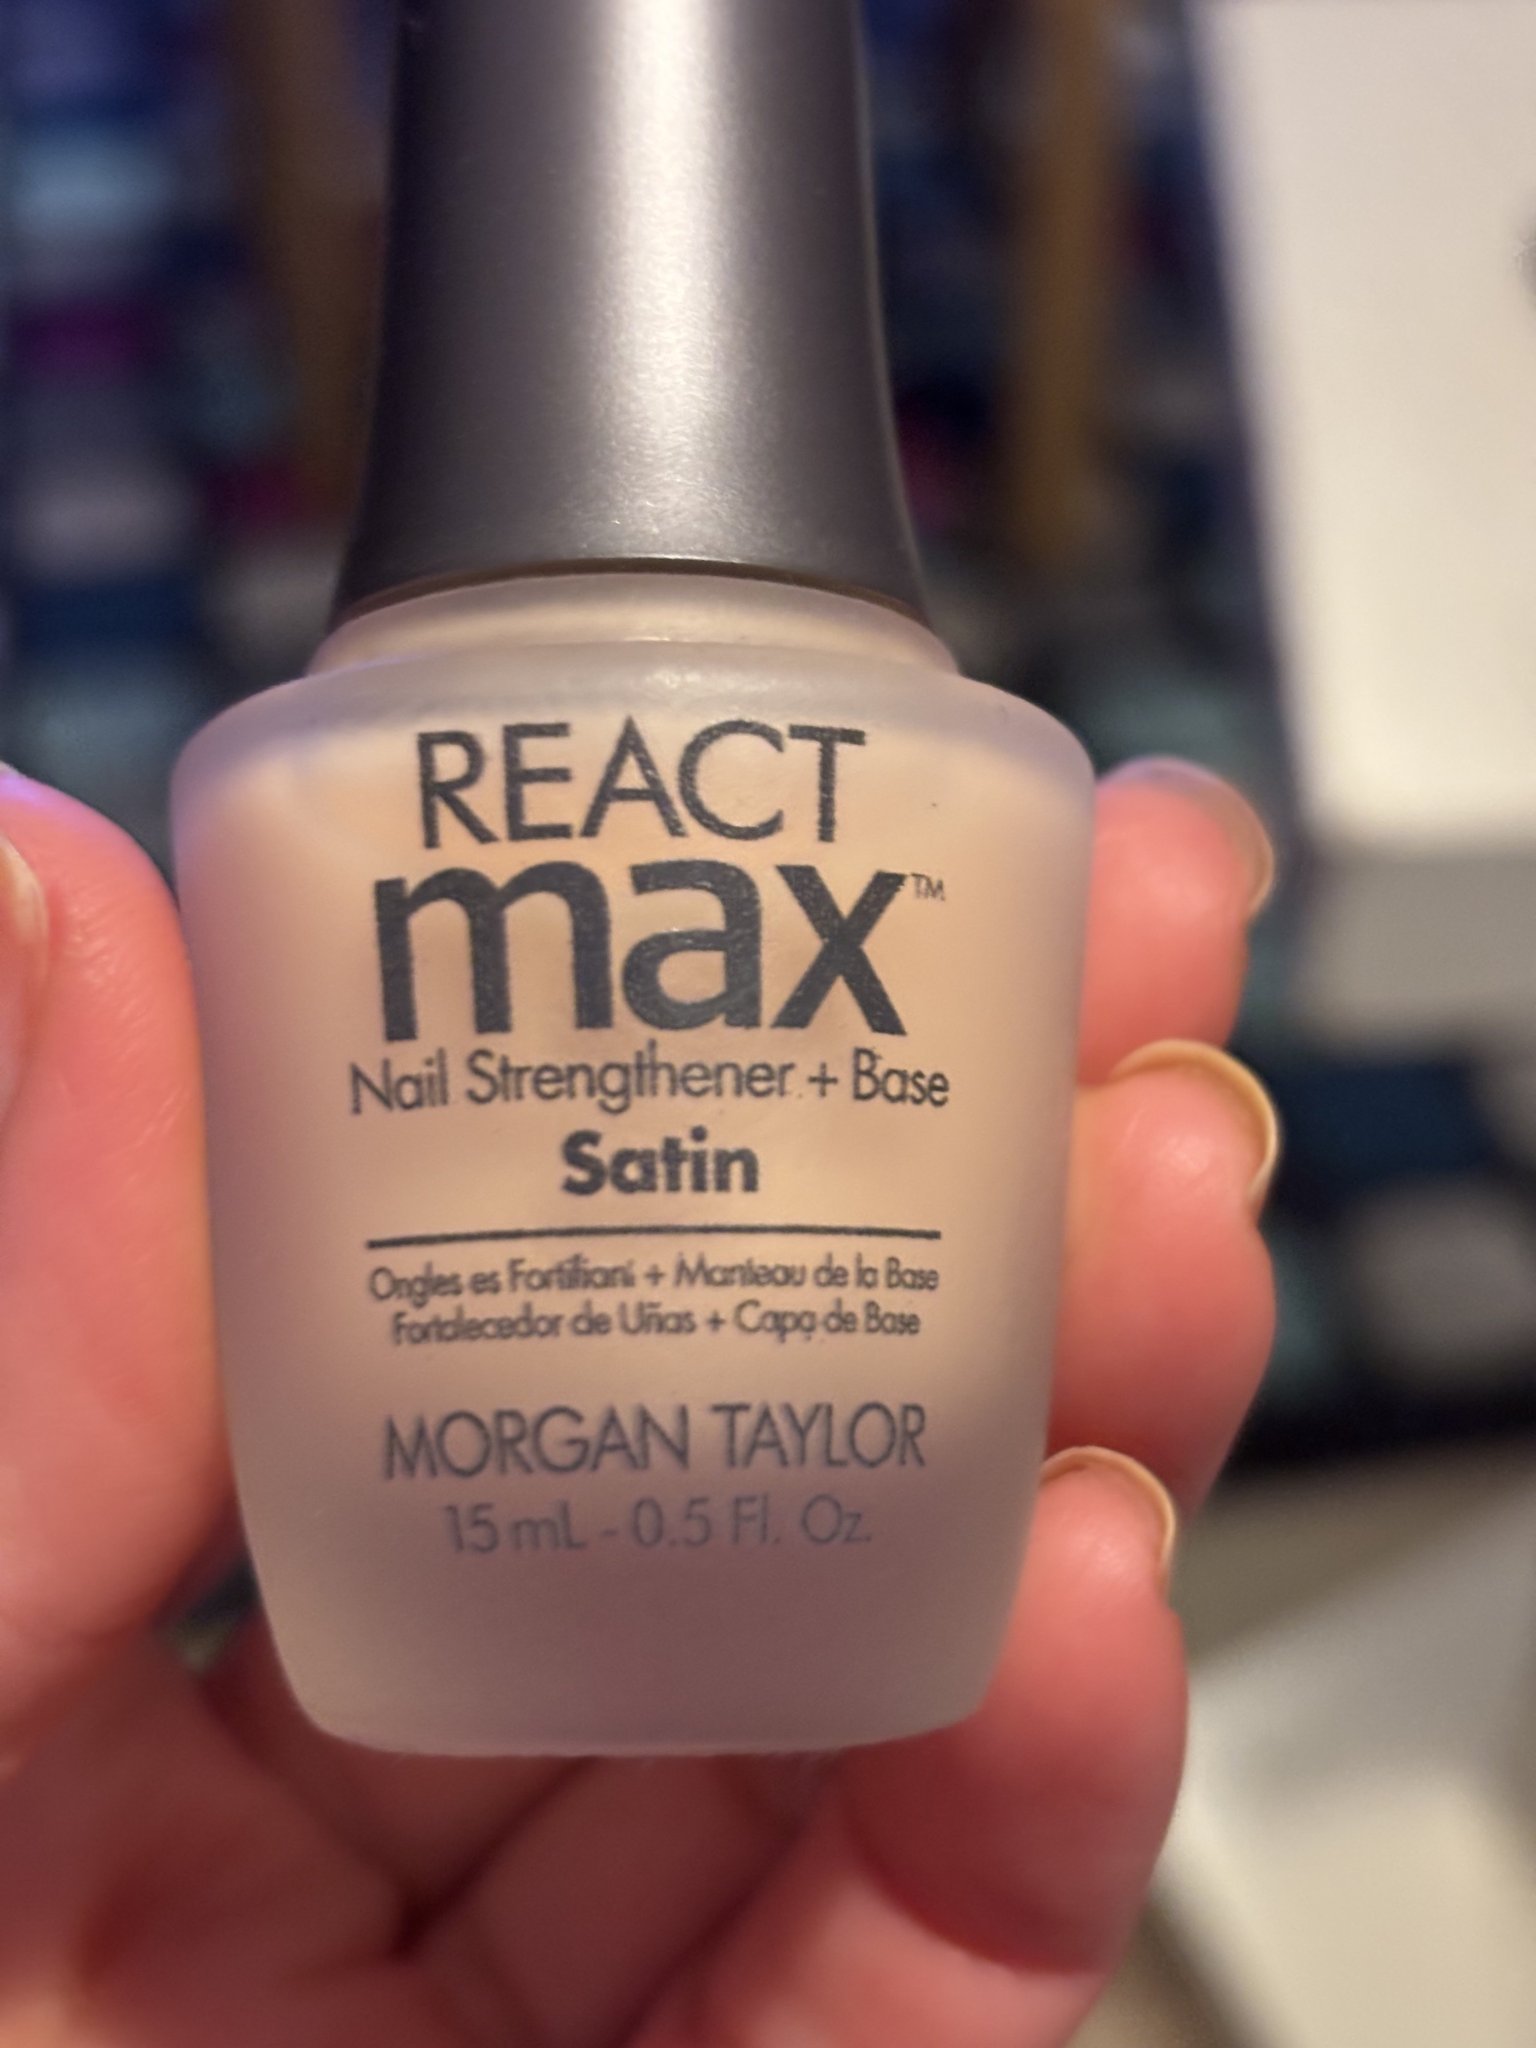 REACT
max™
Nail Strengthener + Base
Satin
Ongles es Fortifiant + Manteau de la Base
Fortalecedor de Uñas + Capa de Base
MORGAN TAYLOR
15 mL - 0.5 Fl. Oz.